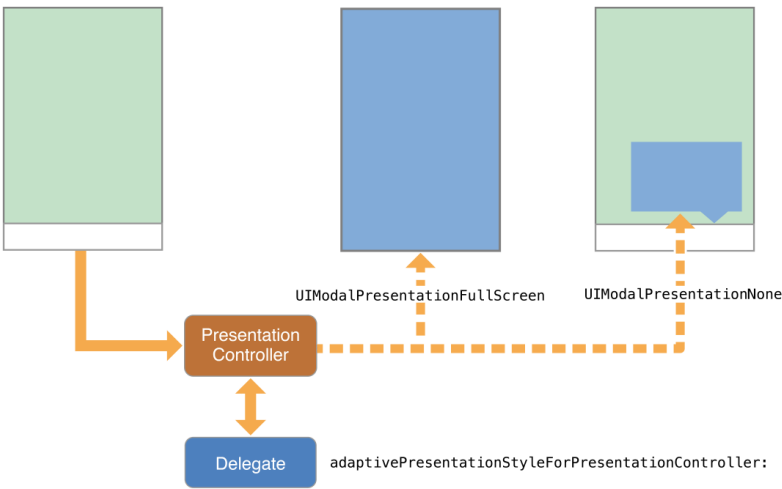 UIModalPresentationFullScreen
UIModalPresentationNone
Presentation
Controller
Delegate
adaptivePresentationStyleForPresentationController: